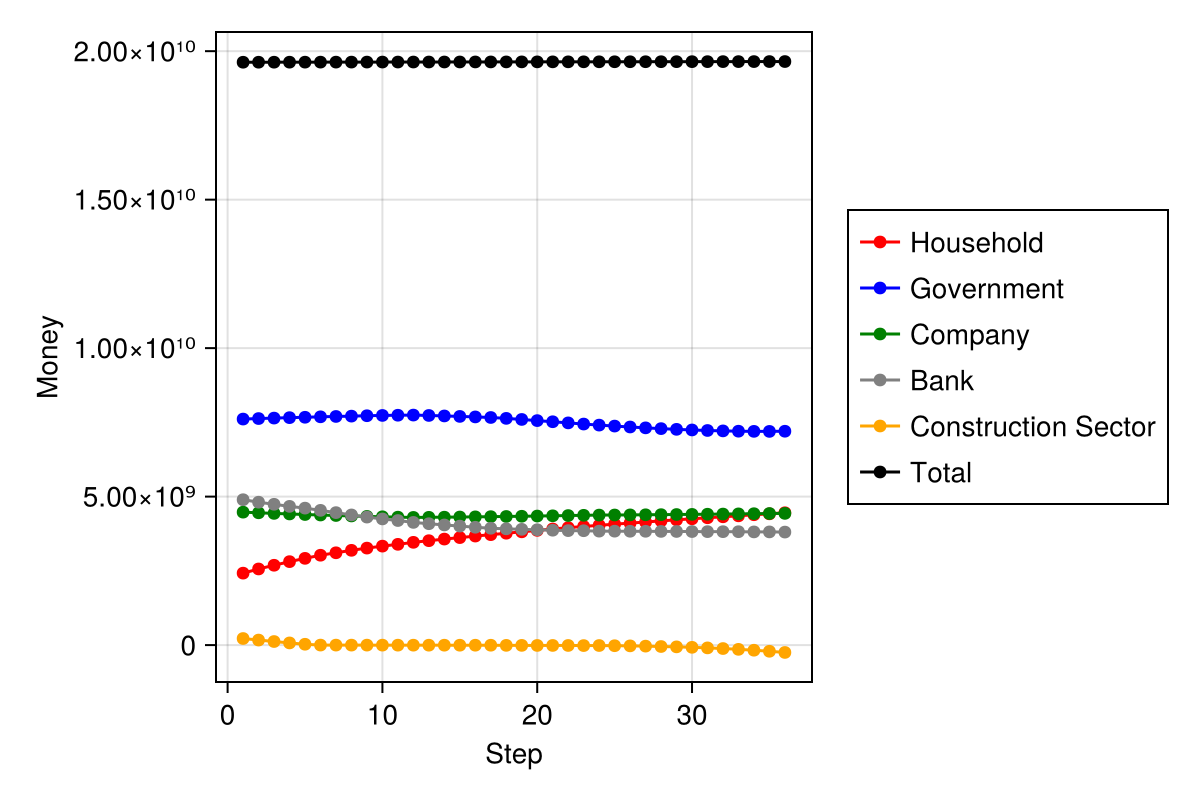 2.00×10¹⁰
1.50×10¹⁰
1.00×10¹⁰
5.00×10⁹
0
Money
0 10 20 30
Step
Household
Government
Company
Bank
Construction Sector
Total